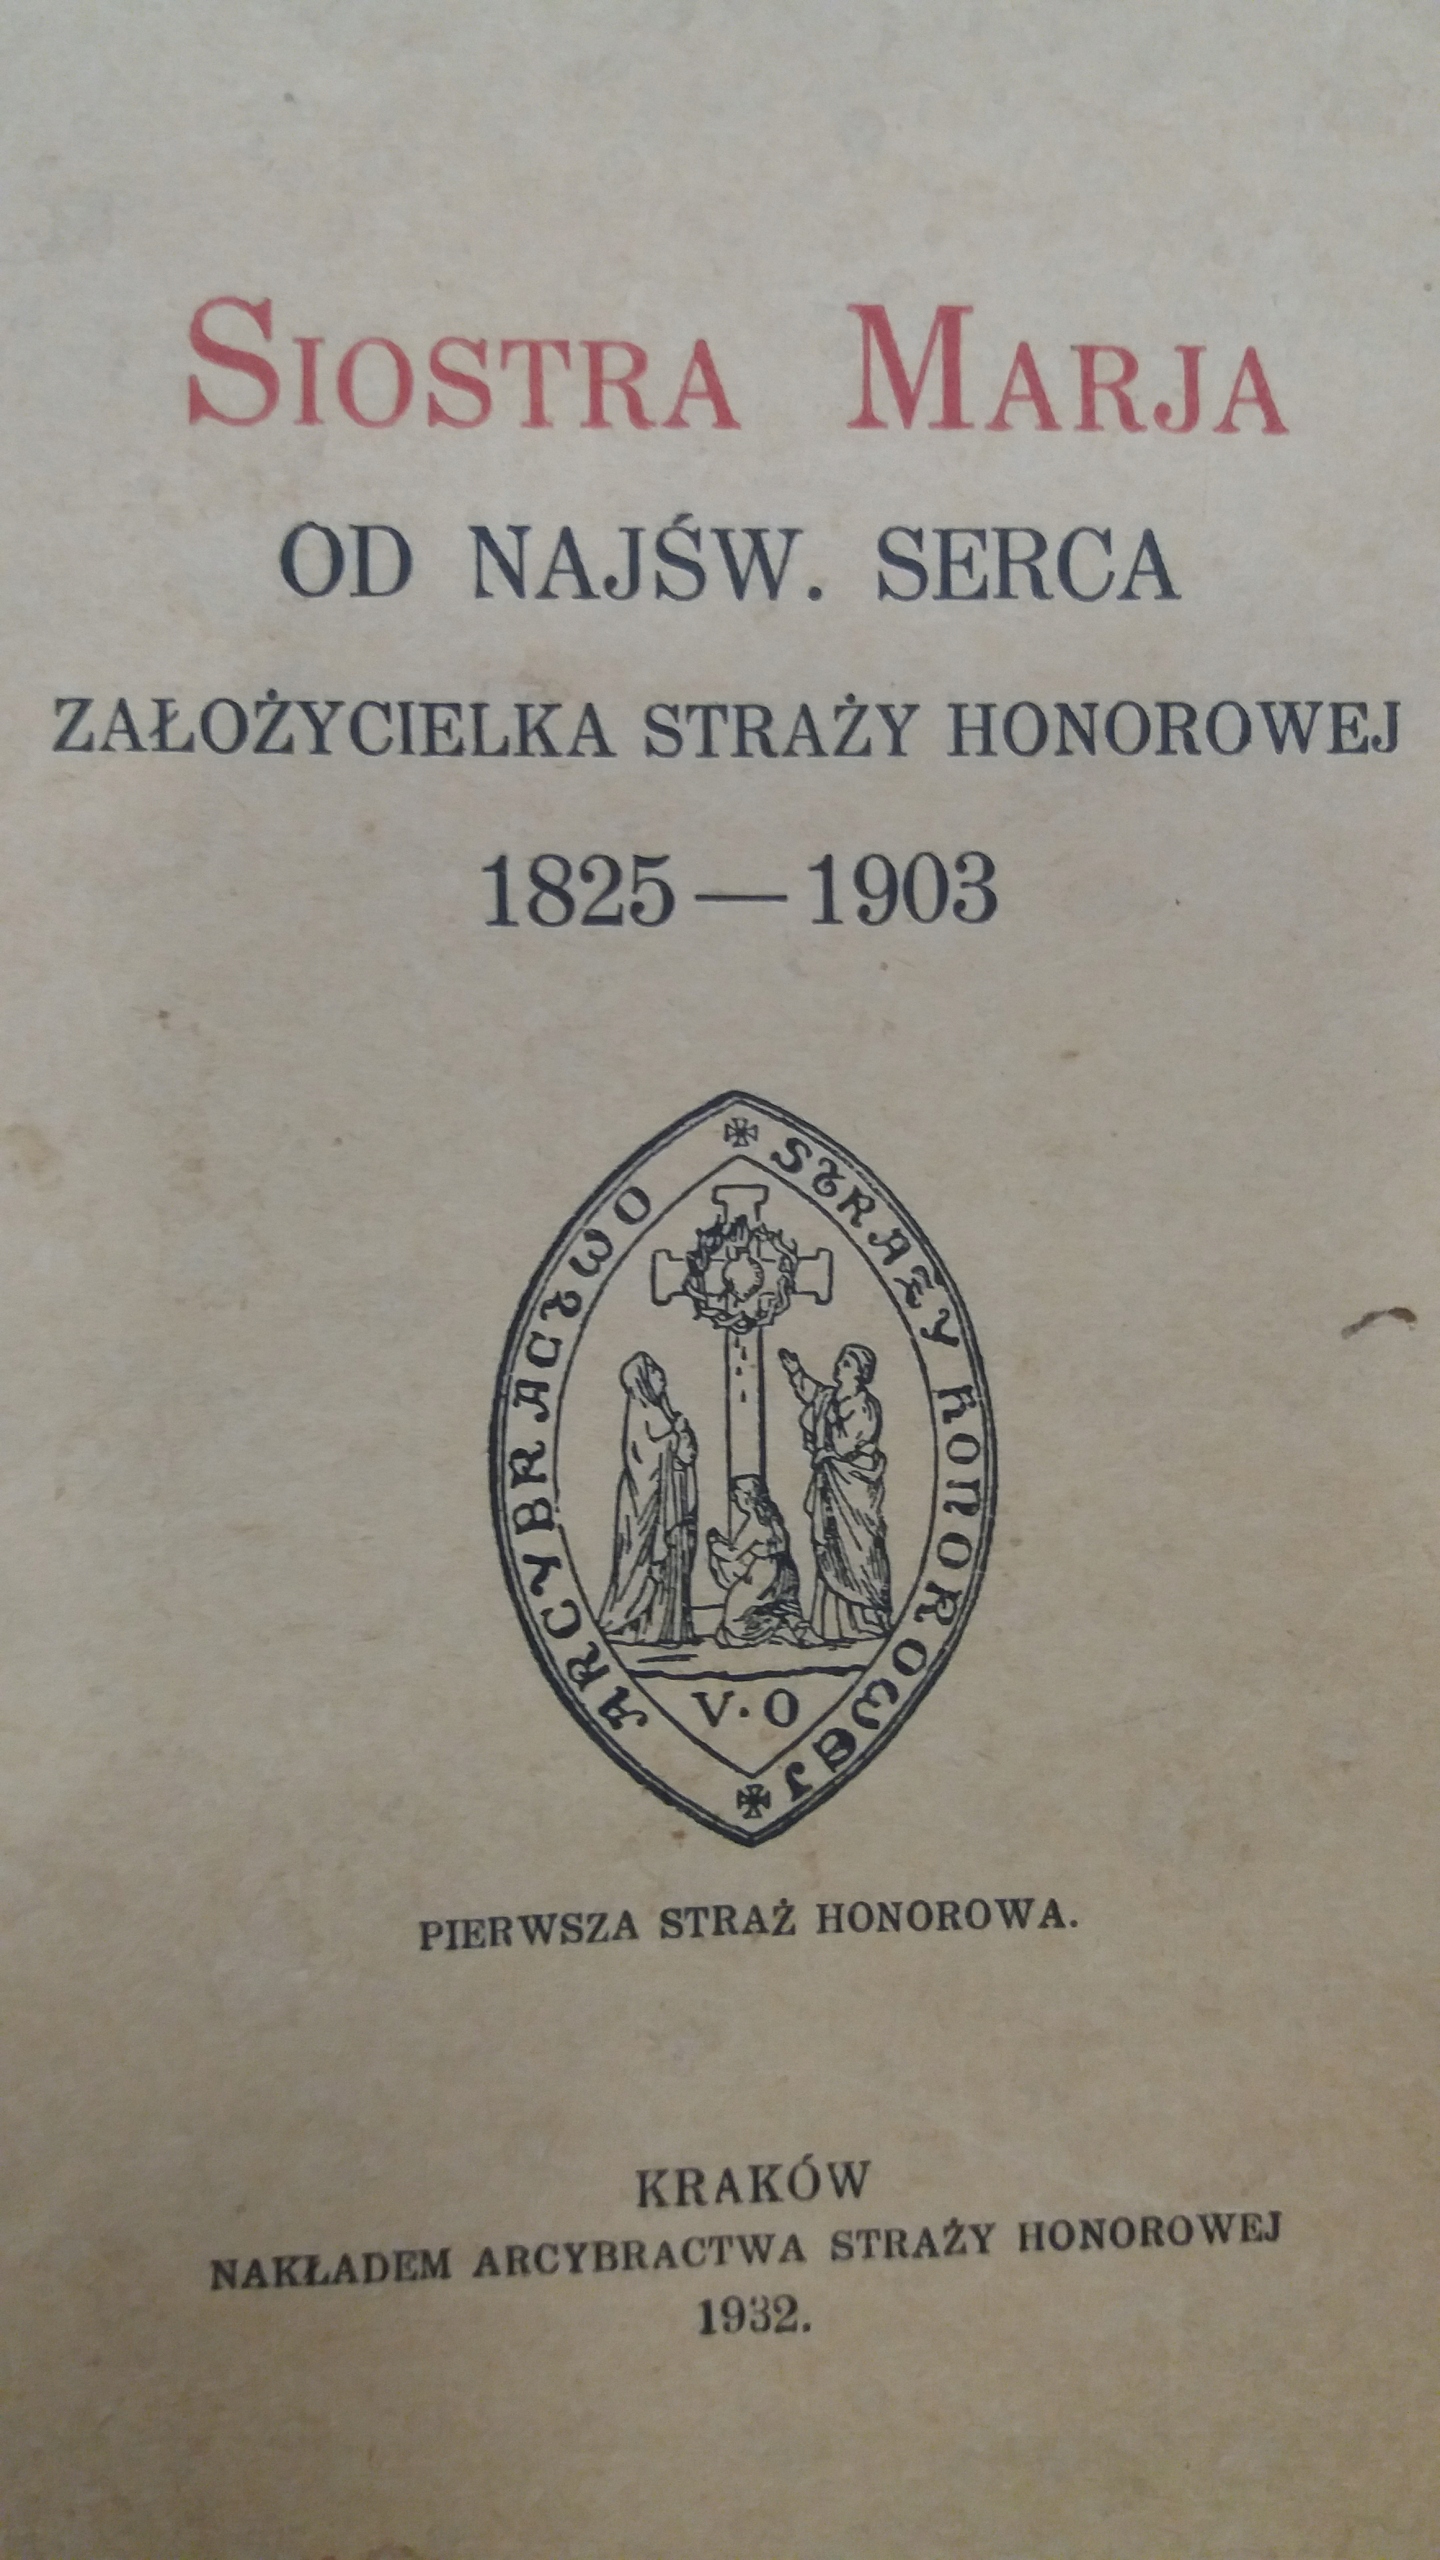 SIOSTRA MARJA
OD NAJŚW. SERCA
ZAŁOŻYCIELKA STRAŻY HONOROWEJ
1825 — 1903
ARCYBRACTWO
STRAŻY HONOROWEJ
V. O
PIERWSZA STRAŻ HONOROWA.
KRAKÓW
NAKŁADEM ARCYBRACTWA STRAŻY HONOROWEJ
1932.